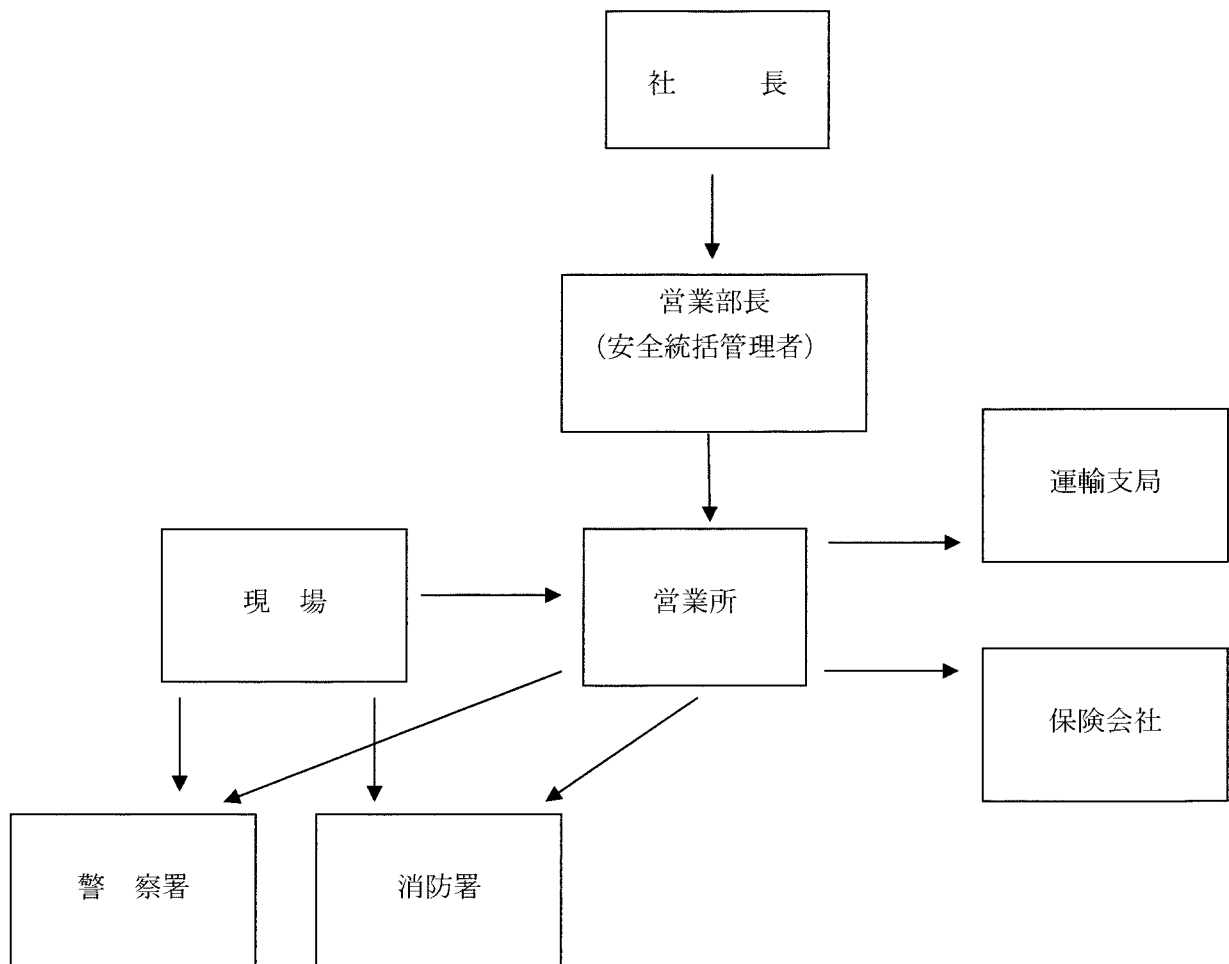 社　　長
営業部長
（安全統括管理者）
運輸支局
現　場
営業所
保険会社
警　察署
消防署